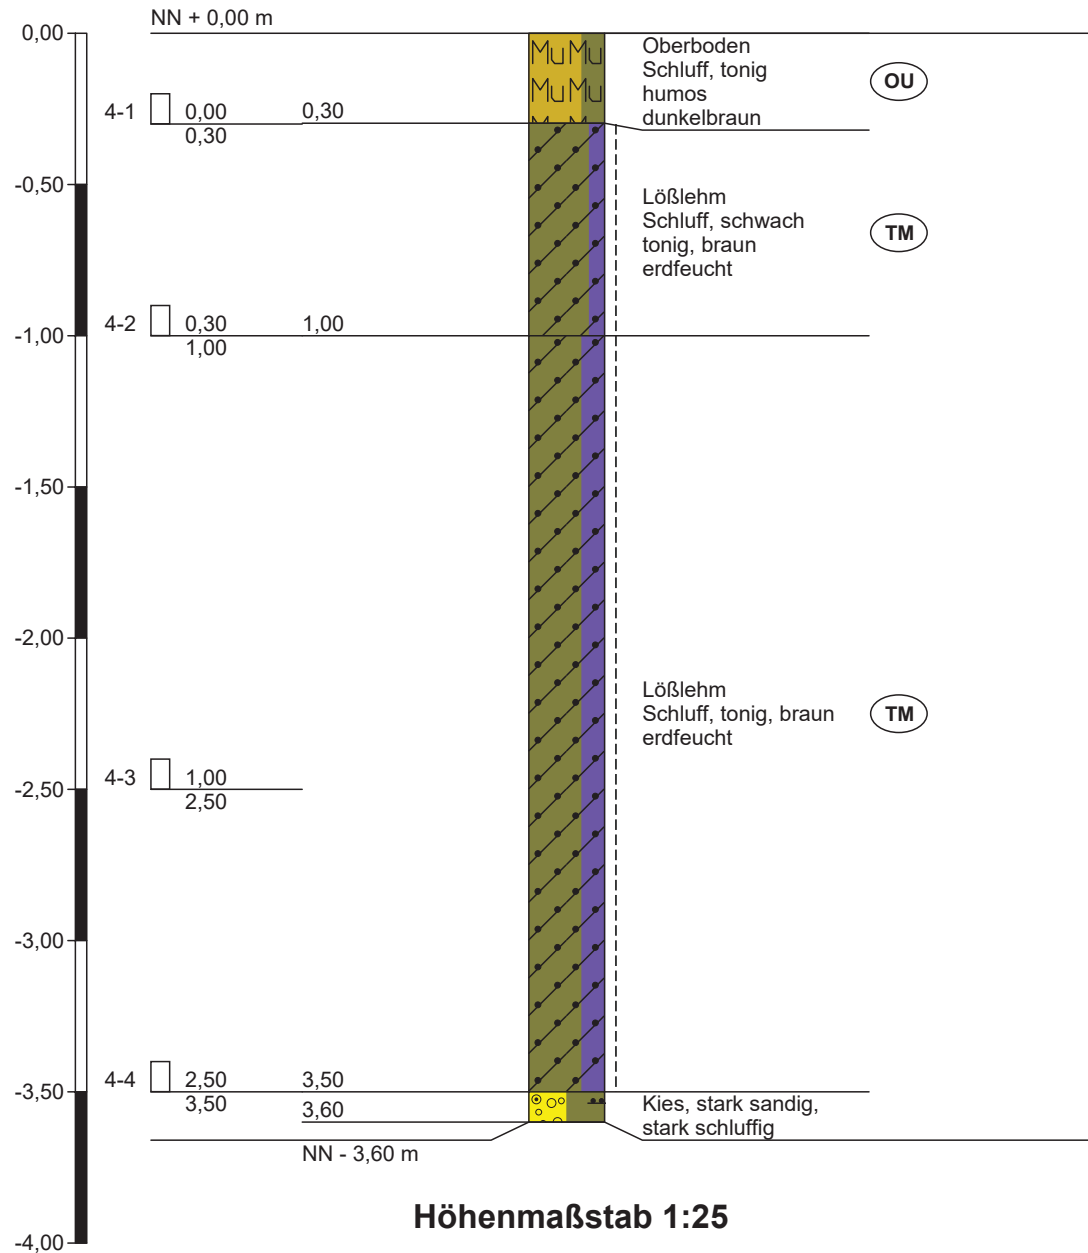 NN + 0,00 m
0,00
Oberboden
Schluff, tonig
humos
dunkelbraun
OU
Mu Mu
Mu Mu
4-1
0,00
0,30
0,30
-0,50
Lößlehm
Schluff, schwach
tonig, braun
erdfeucht
TM
4-2
0,30
1,00
1,00
-1,00
-1,50
-2,00
Lößlehm
Schluff, tonig, braun
erdfeucht
TM
4-3
1,00
2,50
-2,50
-3,00
4-4
2,50
3,50
3,50
-3,50
3,60
Kies, stark sandig,
stark schluffig
NN - 3,60 m
Höhenmaßstab 1:25
-4,00